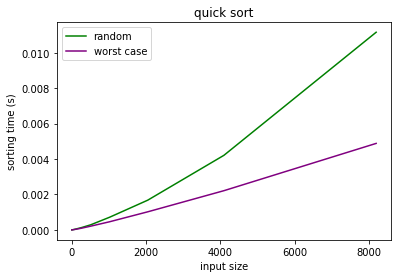 quick sort
random
worst case
sorting time (s)
0.010
0.008
0.006
0.004
0.002
0.000
0
2000
4000
6000
8000
input size